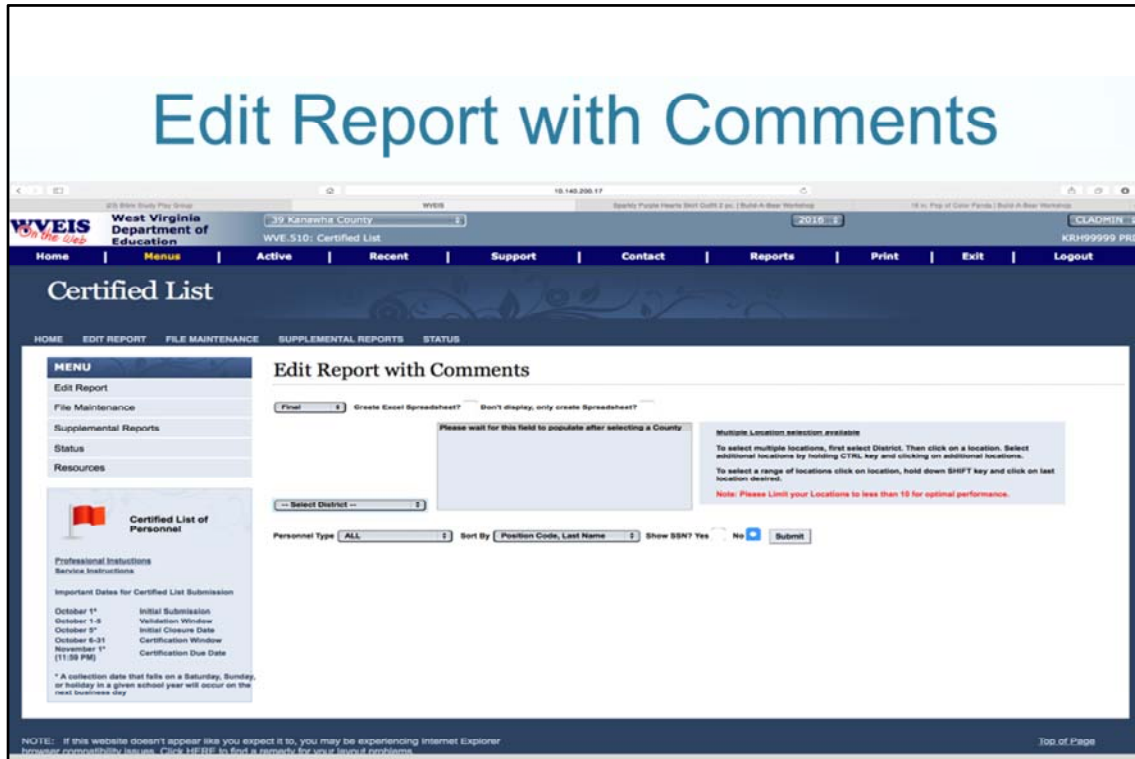 Edit Report with Comments
10.140.200.17
WVEIS
WVEIS
On the Web
West Virginia
Department of
Education
39 Kanawha County
2016
CLADMIN
WVE.510: Certified List
KRH99999 PRD
Home | Menus | Active | Recent | Support | Contact | Reports | Print | Exit | Logout
Certified List
HOME EDIT REPORT FILE MAINTENANCE SUPPLEMENTAL REPORTS STATUS
MENU
Edit Report
File Maintenance
Supplemental Reports
Status
Resources
Certified List of
Personnel
Professional Instuctions
Service Instructions
Important Dates for Certified List Submission
October 1* Initial Submission
October 1-5 Validation Window
October 5* Initial Closure Date
October 6-31 Certification Window
November 1*
(11:59 PM) Certification Due Date
* A collection date that falls on a Saturday, Sunday,
or holiday in a given school year will occur on the
next business day
Edit Report with Comments
Final Create Excel Spreadsheet? Don't display, only create Spreadsheet?
Please wait for this field to populate after selecting a County
Multiple Location selection available
To select multiple locations, first select District. Then click on a location. Select
additional locations by holding CTRL key and clicking on additional locations.
To select a range of locations click on location, hold down SHIFT key and click on last
location desired.
Note: Please Limit your Locations to less than 10 for optimal performance.
-- Select District --
Personnel Type ALL Sort By Position Code, Last Name Show SSN? Yes No Submit
NOTE: If this website doesn't appear like you expect it to, you may be experiencing Internet Explorer
browser compatibility issues. Click HERE to find a remedy for your layout problems.
Top of Page